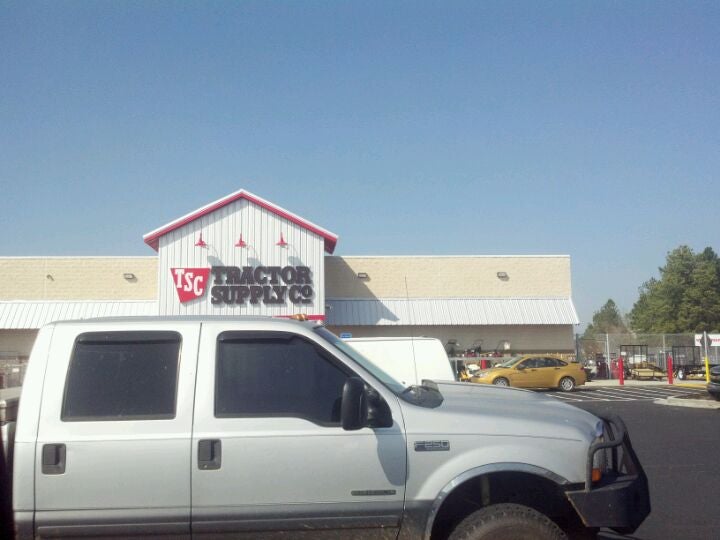 TSC
TRACTOR
SUPPLY CO
F250